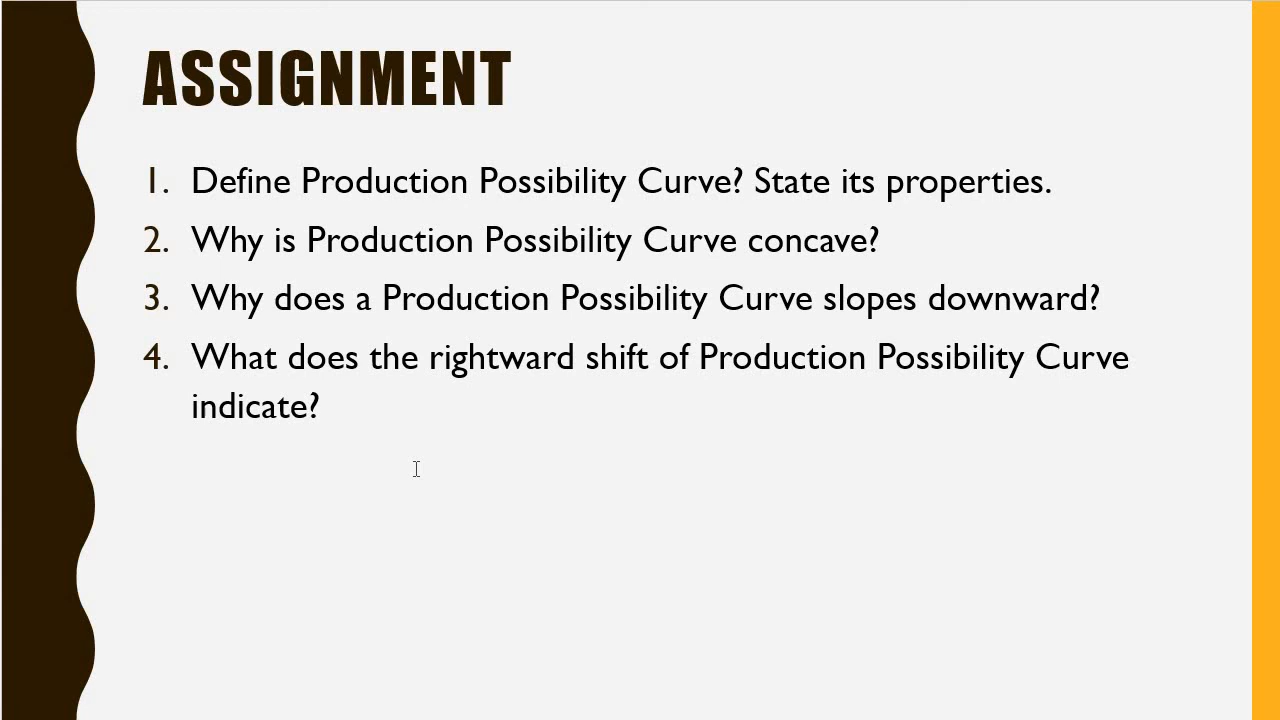 ASSIGNMENT
1. Define Production Possibility Curve? State its properties.
2. Why is Production Possibility Curve concave?
3. Why does a Production Possibility Curve slopes downward?
4. What does the rightward shift of Production Possibility Curve
indicate?